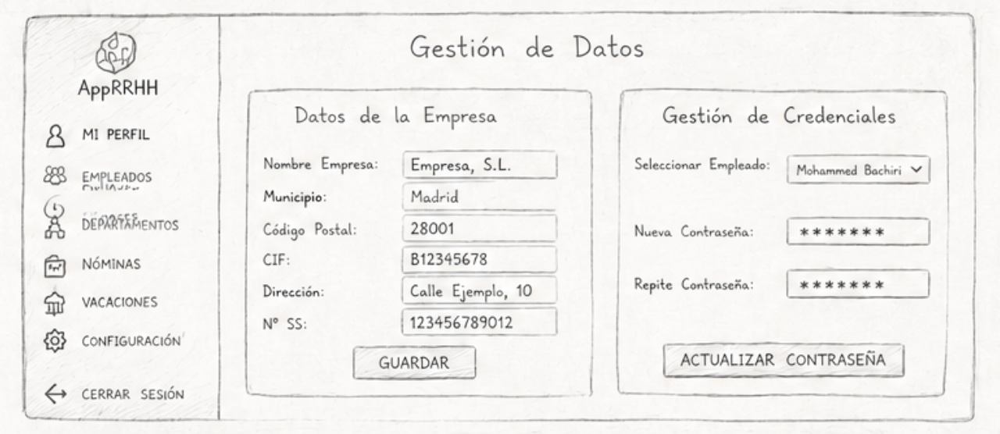 AppRRHH
MI PERFIL
EMPLEADOS
DEPARTAMENTOS
NÓMINAS
VACACIONES
CONFIGURACIÓN
CERRAR SESIÓN
Gestión de Datos
Datos de la Empresa
Nombre Empresa: Empresa, S.L.
Municipio: Madrid
Código Postal: 28001
CIF: B12345678
Dirección: Calle Ejemplo, 10
Nº SS: 123456789012
GUARDAR
Gestión de Credenciales
Seleccionar Empleado: Mohammed Bachiri
Nueva Contraseña: *******
Repite Contraseña: *******
ACTUALIZAR CONTRASEÑA